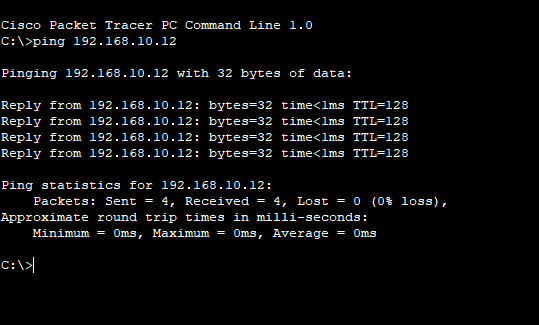 Cisco Packet Tracer PC Command Line 1.0
C:\>ping 192.168.10.12
Pinging 192.168.10.12 with 32 bytes of data:
Reply from 192.168.10.12: bytes=32 time<1ms TTL=128
Reply from 192.168.10.12: bytes=32 time<1ms TTL=128
Reply from 192.168.10.12: bytes=32 time<1ms TTL=128
Reply from 192.168.10.12: bytes=32 time<1ms TTL=128
Ping statistics for 192.168.10.12:
Packets: Sent = 4, Received = 4, Lost = 0 (0% loss),
Approximate round trip times in milli-seconds:
Minimum = 0ms, Maximum = 0ms, Average = 0ms
C:\>